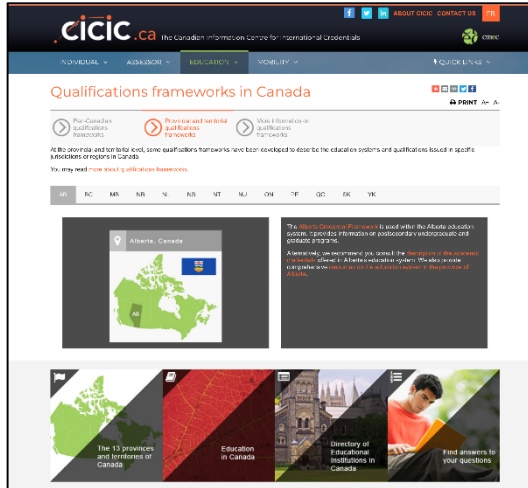 ABOUT CICIC CONTACT US FR
cicic.ca The Canadian Information Centre for International Credentials
cmec
INDIVIDUAL ASSESSOR EDUCATION MOBILITY QUICK LINKS
Qualifications frameworks in Canada
PRINT A+ A-
Pan-Canadian
qualifications
frameworks
Provincial and territorial
qualifications
frameworks
More information on
qualifications
frameworks
At the provincial and territorial level, some qualifications frameworks have been developed to describe the education systems and qualifications issued in specific
jurisdictions or regions in Canada.
You may read more about qualifications frameworks.
AB BC MB NB NL NS NT NU ON PE QC SK YK
Alberta, Canada
AB
The Alberta Credential Framework is used within the Alberta education
system. It provides information on postsecondary undergraduate and
graduate programs.
Alternatively, we recommend you consult the description of the academic
credentials offered in Alberta's education system. We also provide
comprehensive resources on the education system in the province of
Alberta.
The 13 provinces
and territories of
Canada
Education
in Canada
Directory of
Educational
Institutions in
Canada
Find answers to
your questions